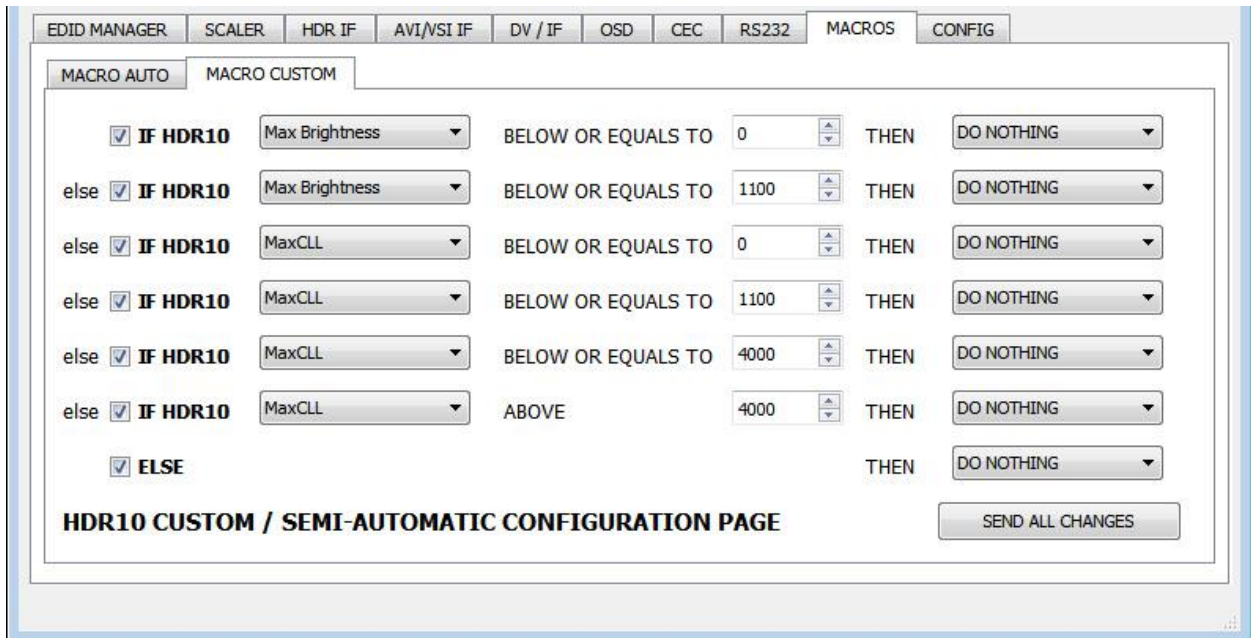 EDID MANAGER SCALER HDR IF AVI/VSI IF DV / IF OSD CEC RS232 MACROS CONFIG
MACRO AUTO MACRO CUSTOM
IF HDR10 Max Brightness BELOW OR EQUALS TO 0 THEN DO NOTHING
else IF HDR10 Max Brightness BELOW OR EQUALS TO 1100 THEN DO NOTHING
else IF HDR10 MaxCLL BELOW OR EQUALS TO 0 THEN DO NOTHING
else IF HDR10 MaxCLL BELOW OR EQUALS TO 1100 THEN DO NOTHING
else IF HDR10 MaxCLL BELOW OR EQUALS TO 4000 THEN DO NOTHING
else IF HDR10 MaxCLL ABOVE 4000 THEN DO NOTHING
ELSE THEN DO NOTHING
HDR10 CUSTOM / SEMI-AUTOMATIC CONFIGURATION PAGE SEND ALL CHANGES